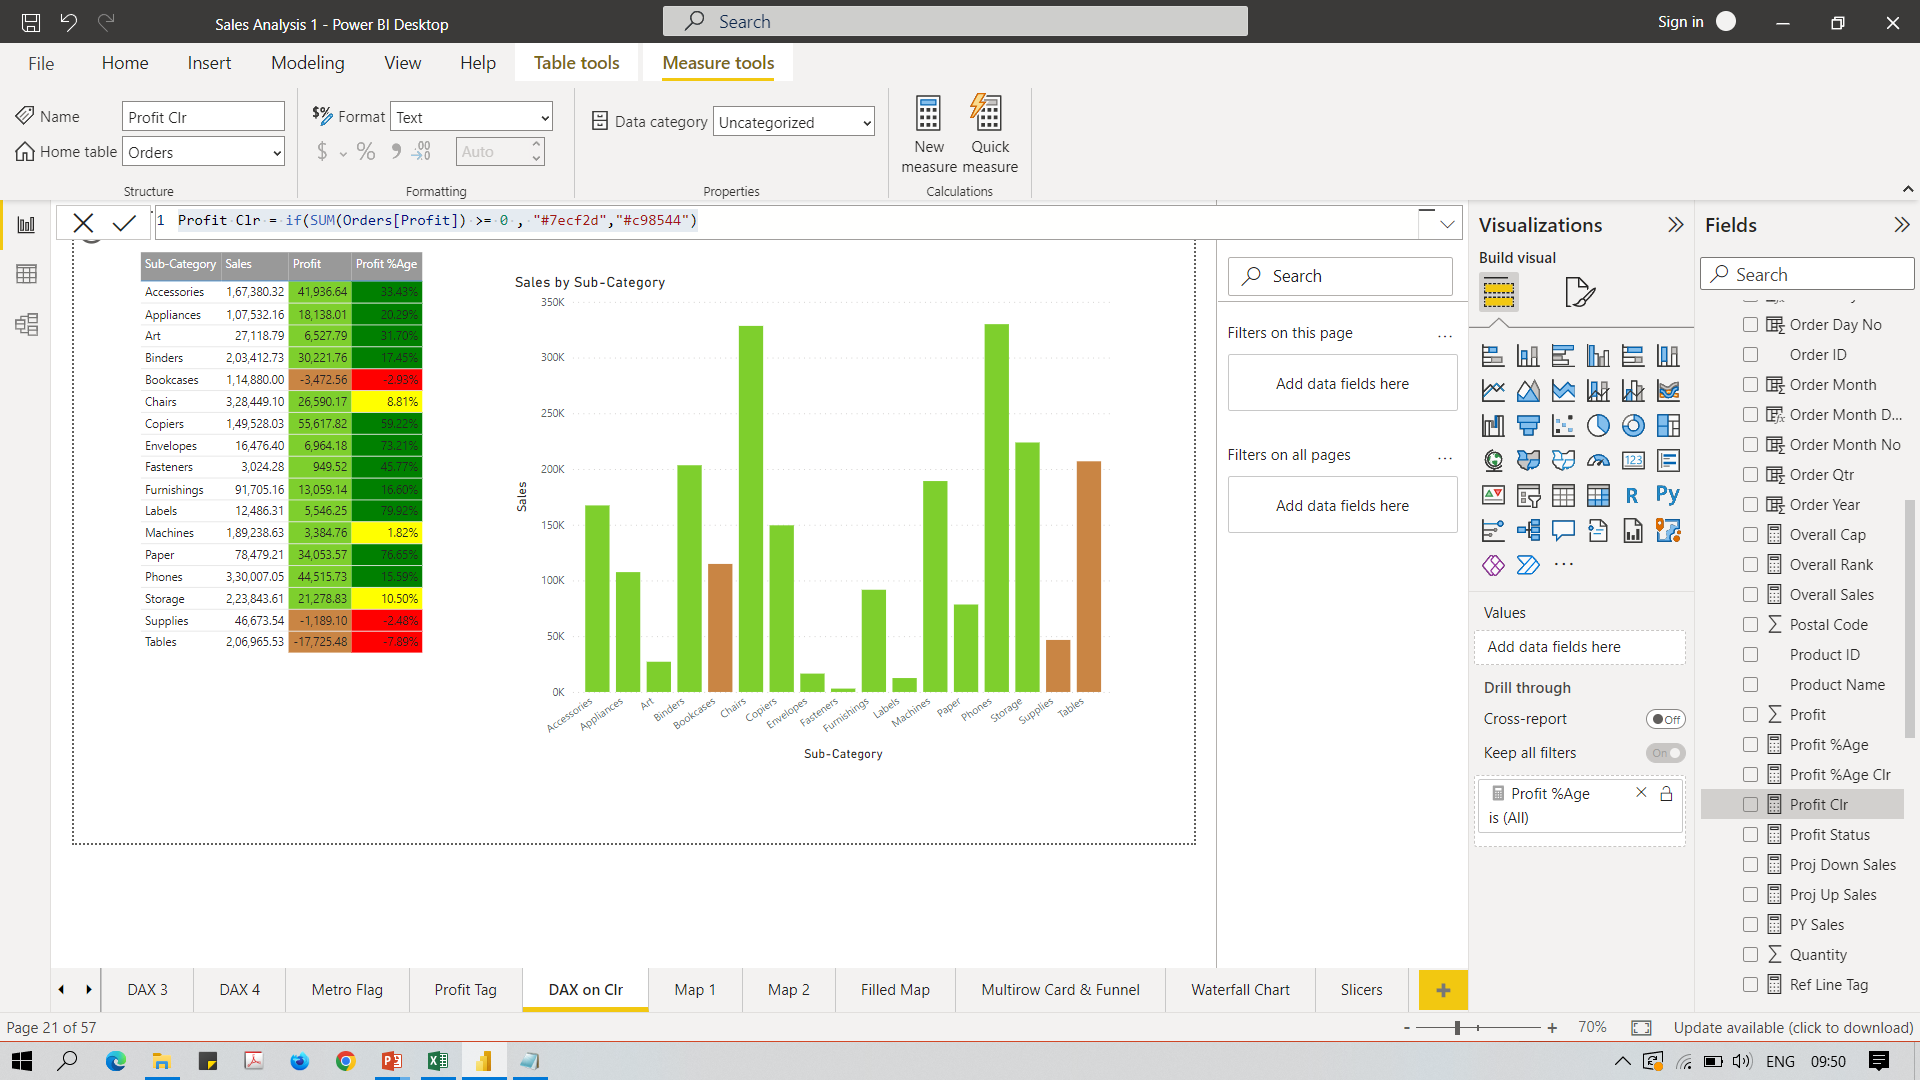 Sales Analysis 1 - Power BI Desktop
Search
Sign in
File Home Insert Modeling View Help Table tools Measure tools
Name Profit Clr
Home table Orders
Structure
$% Format Text
$ % 9 .00 →.0 Auto
Formatting
Data category Uncategorized
Properties
New measure
Quick measure
Calculations
1 Profit Clr = if(SUM(Orders[Profit]) >= 0 , "#7ecf2d","#c98544")
Sub-Category Sales Profit Profit %Age
Accessories 1,67,380.32 41,936.64 33.43%
Appliances 1,07,532.16 18,138.01 20.29%
Art 27,118.79 6,527.79 31.70%
Binders 2,03,412.73 30,221.76 17.45%
Bookcases 1,14,880.00 -3,472.56 -2.93%
Chairs 3,28,449.10 26,590.17 8.81%
Copiers 1,49,528.03 55,617.82 59.22%
Envelopes 16,476.40 6,964.18 73.21%
Fasteners 3,024.28 949.52 45.77%
Furnishings 91,705.16 13,059.14 16.60%
Labels 12,486.31 5,546.25 79.92%
Machines 1,89,238.63 3,384.76 1.82%
Paper 78,479.21 34,053.57 76.65%
Phones 3,30,007.05 44,515.73 15.59%
Storage 2,23,843.61 21,278.83 10.50%
Supplies 46,673.54 -1,189.10 -2.48%
Tables 2,06,965.53 -17,725.48 -7.89%
Sales by Sub-Category
350K
300K
250K
200K
150K
100K
50K
0K
Sales
Accessories Appliances Art Binders Bookcases Chairs Copiers Envelopes Fasteners Furnishings Labels Machines Paper Phones Storage Supplies Tables
Sub-Category
Search
Filters on this page ...
Add data fields here
Filters on all pages ...
Add data fields here
Visualizations
Build visual
123
R Py
...
Values
Add data fields here
Drill through
Cross-report Off
Keep all filters On
Profit %Age
is (All)
Fields
Search
Order Day No
Order ID
Order Month
Order Month D...
Order Month No
Order Qtr
Order Year
Overall Cap
Overall Rank
Overall Sales
Postal Code
Product ID
Product Name
Profit
Profit %Age
Profit %Age Clr
Profit Clr
Profit Status
Proj Down Sales
Proj Up Sales
PY Sales
Quantity
Ref Line Tag
DAX 3 DAX 4 Metro Flag Profit Tag DAX on Clr Map 1 Map 2 Filled Map Multirow Card & Funnel Waterfall Chart Slicers +
Page 21 of 57
- + 70% Update available (click to download)
ENG 09:50